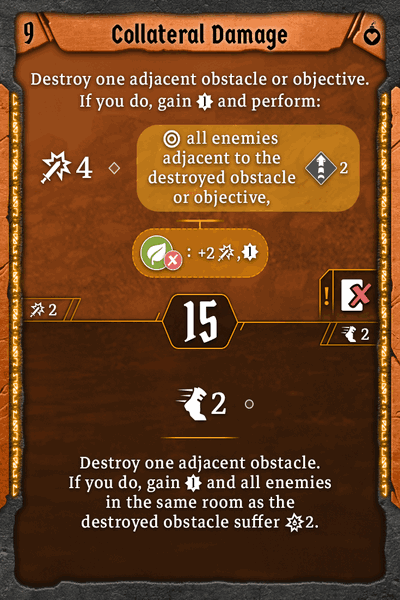 9 Collateral Damage
Destroy one adjacent obstacle or objective.
If you do, gain and perform:
4
all enemies
adjacent to the
destroyed obstacle
or objective,
2
: +2 ,
!
2
15
2
2
Destroy one adjacent obstacle.
If you do, gain and all enemies
in the same room as the
destroyed obstacle suffer 2.